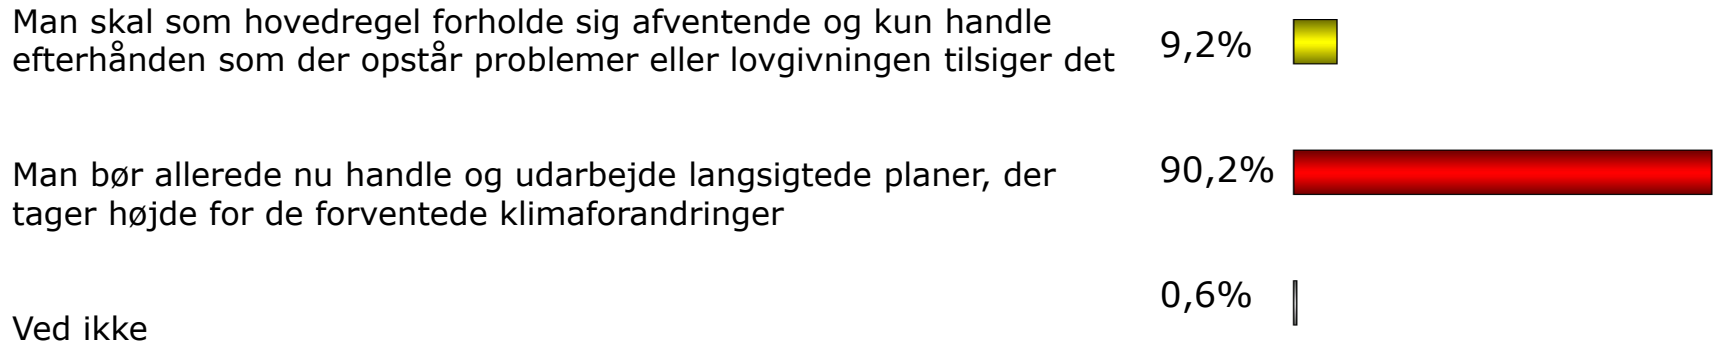 Man skal som hovedregel forholde sig afventende og kun handle
efterhånden som der opstår problemer eller lovgivningen tilsiger det
9,2%
Man bør allerede nu handle og udarbejde langsigtede planer, der
tager højde for de forventede klimaforandringer
90,2%
Ved ikke
0,6%